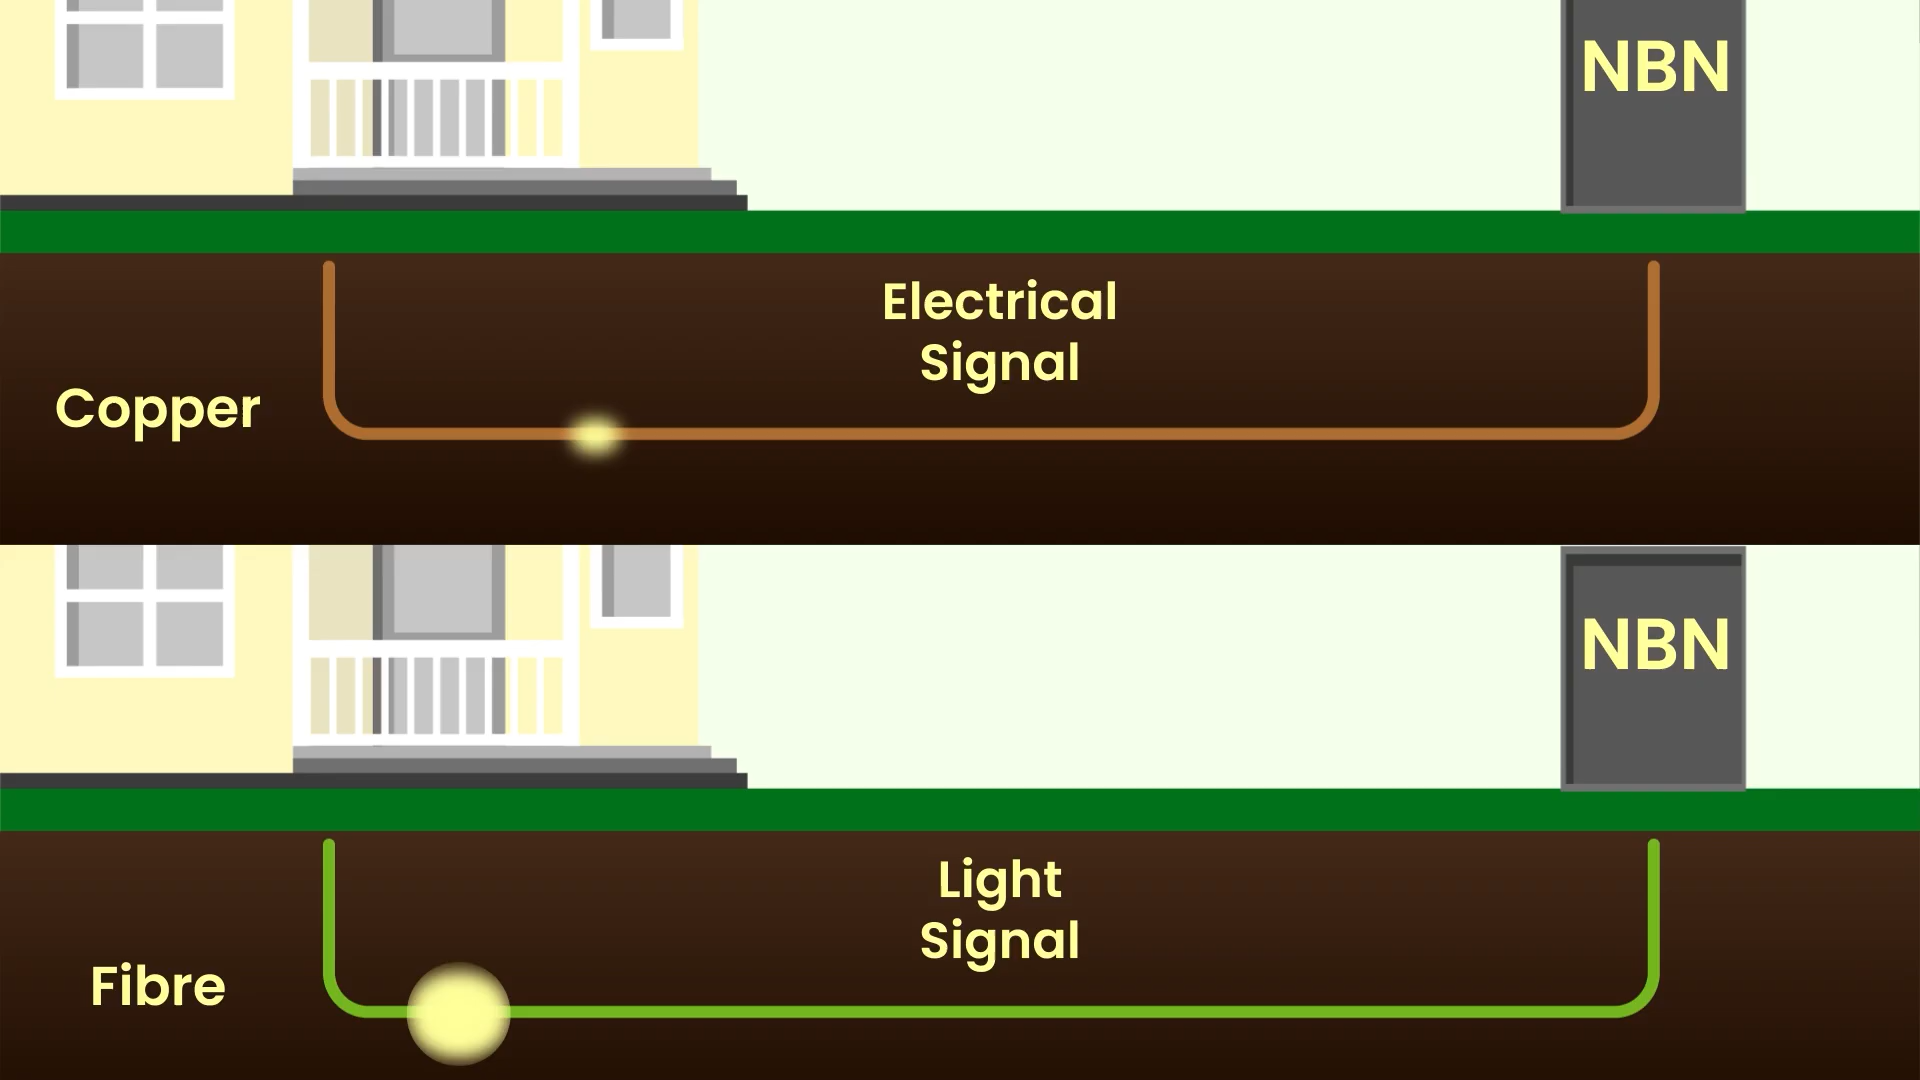 NBN
Electrical
Signal
Copper
NBN
Light
Signal
Fibre